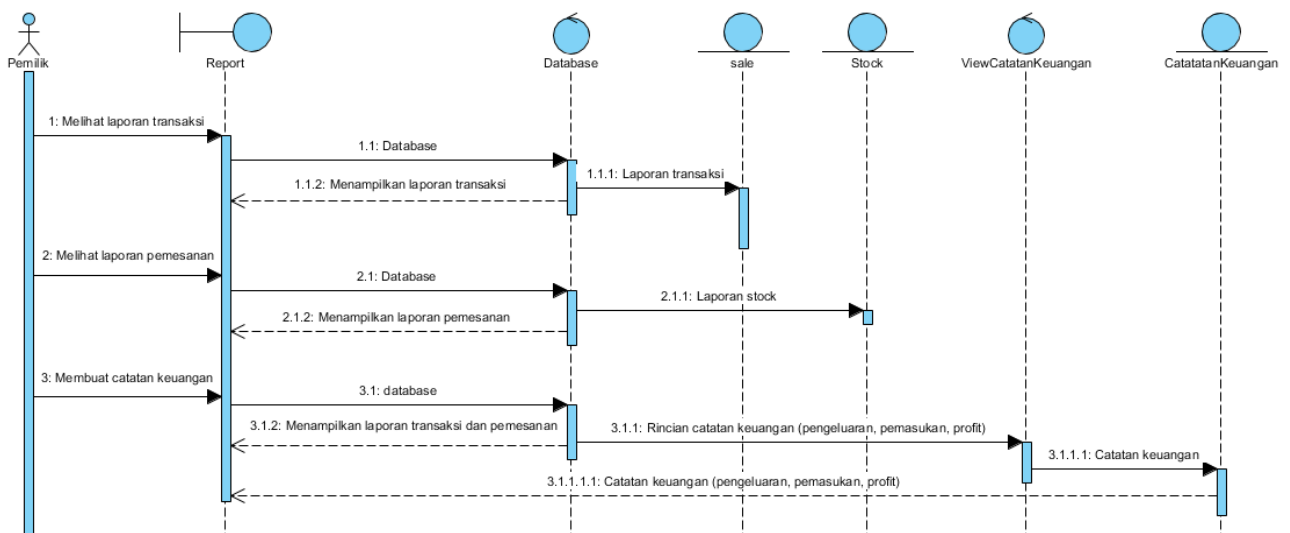 Pemilik
Report
Database
sale
Stock
ViewCatatanKeuangan
CatatatanKeuangan
1: Melihat laporan transaksi
1.1: Database
1.1.1: Laporan transaksi
1.1.2: Menampilkan laporan transaksi
2: Melihat laporan pemesanan
2.1: Database
2.1.1: Laporan stock
2.1.2: Menampilkan laporan pemesanan
3: Membuat catatan keuangan
3.1: database
3.1.2: Menampilkan laporan transaksi dan pemesanan
3.1.1: Rincian catatan keuangan (pengeluaran, pemasukan, profit)
3.1.1.1: Catatan keuangan
3.1.1.1.1: Catatan keuangan (pengeluaran, pemasukan, profit)